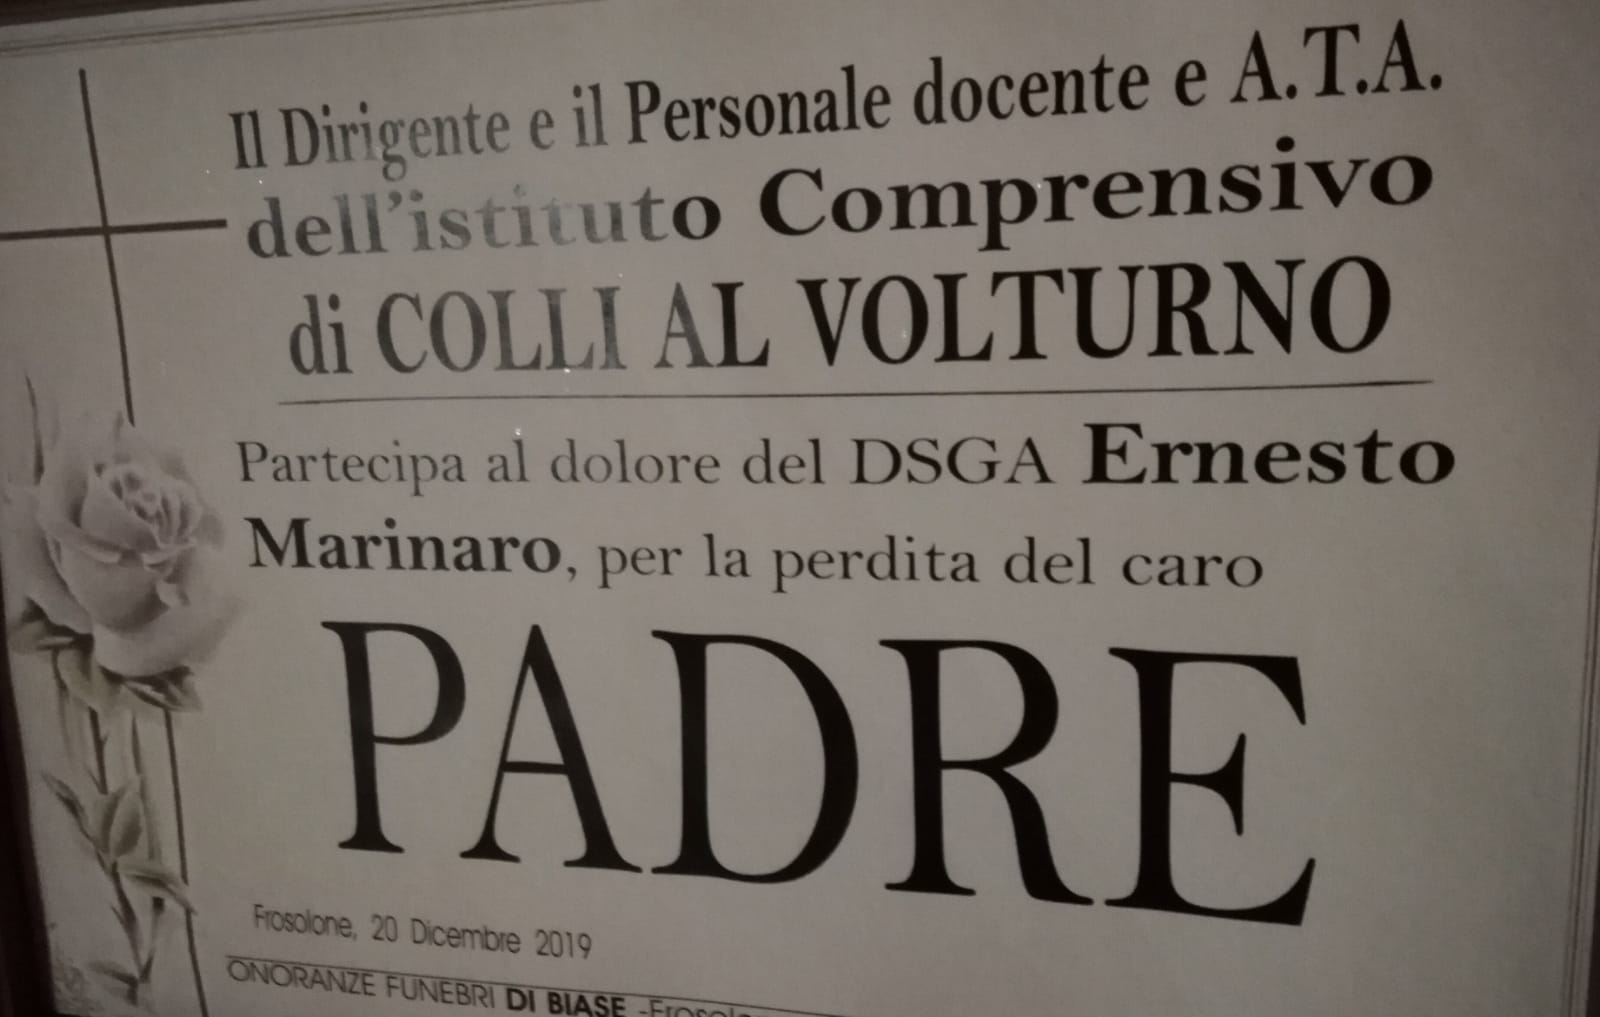 Il Dirigente e il Personale docente e A.T.A.
dell'istituto Comprensivo
di COLLI AL VOLTURNO
Partecipa al dolore del DSGA Ernesto
Marinaro, per la perdita del caro
PADRE
Frosolone, 20 Dicembre 2019
ONORANZE FUNEBRI DI BIASE